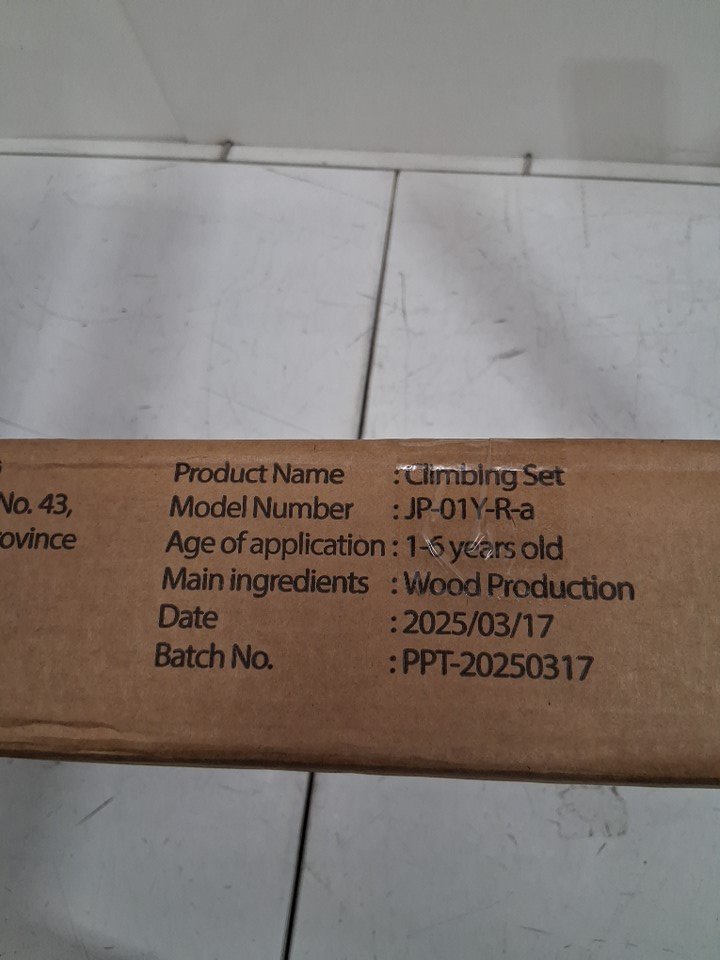 No. 43,
ovince
Product Name : Climbing Set
Model Number : JP-01Y-R-a
Age of application : 1-6 years old
Main ingredients : Wood Production
Date : 2025/03/17
Batch No. : PPT-20250317